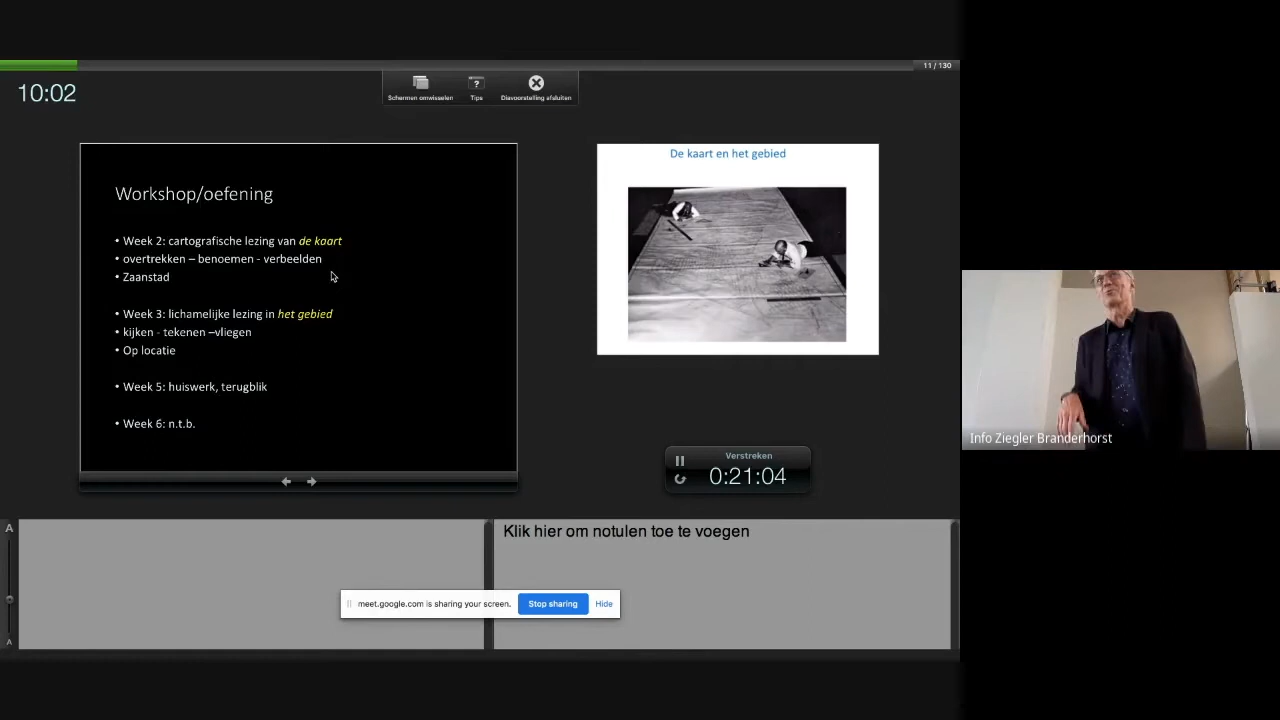 11 / 130
10:02
Schermen omwisselen
Tips
Diavoorstelling afsluiten
Workshop/oefening
• Week 2: cartografische lezing van de kaart
• overtrekken – benoemen - verbeelden
• Zaanstad
• Week 3: lichamelijke lezing in het gebied
• kijken - tekenen –vliegen
• Op locatie
• Week 5: huiswerk, terugblik
• Week 6: n.t.b.
De kaart en het gebied
Verstreken
0:21:04
A
A
Klik hier om notulen toe te voegen
meet.google.com is sharing your screen.
Stop sharing
Hide
Info Ziegler Branderhorst